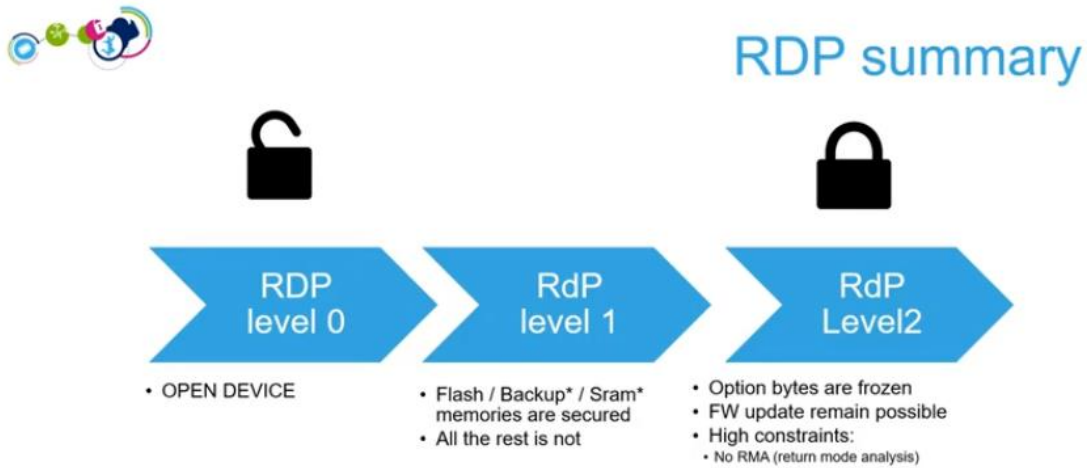 RDP summary
RDP
level 0
RdP
level 1
RdP
Level2
• OPEN DEVICE
• Flash / Backup* / Sram*
memories are secured
• All the rest is not
• Option bytes are frozen
• FW update remain possible
• High constraints:
• No RMA (return mode analysis)